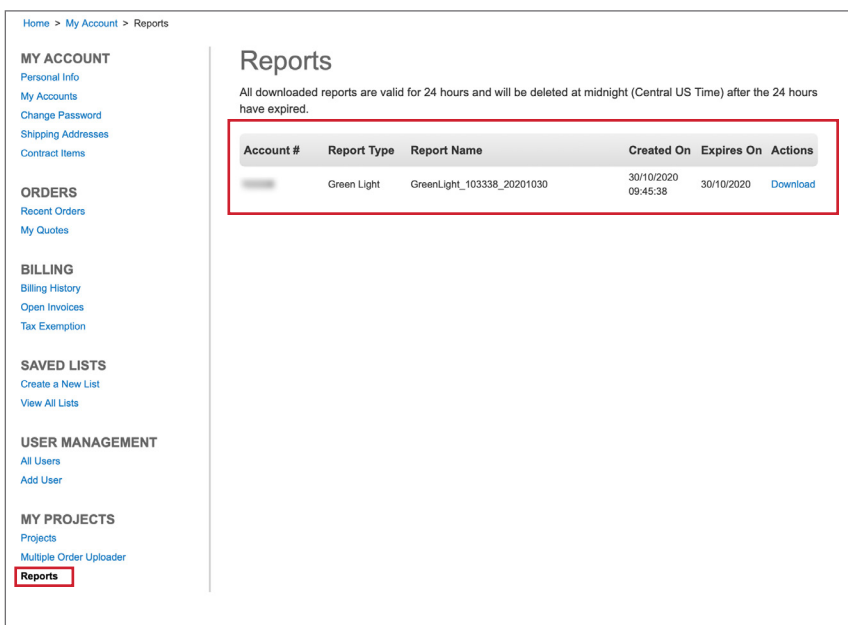 Home > My Account > Reports
MY ACCOUNT
Personal Info
My Accounts
Change Password
Shipping Addresses
Contract Items
ORDERS
Recent Orders
My Quotes
BILLING
Billing History
Open Invoices
Tax Exemption
SAVED LISTS
Create a New List
View All Lists
USER MANAGEMENT
All Users
Add User
MY PROJECTS
Projects
Multiple Order Uploader
Reports
Reports
All downloaded reports are valid for 24 hours and will be deleted at midnight (Central US Time) after the 24 hours
have expired.
Account # Report Type Report Name Created On Expires On Actions
Green Light GreenLight_103338_20201030 30/10/2020 09:45:38 30/10/2020 Download